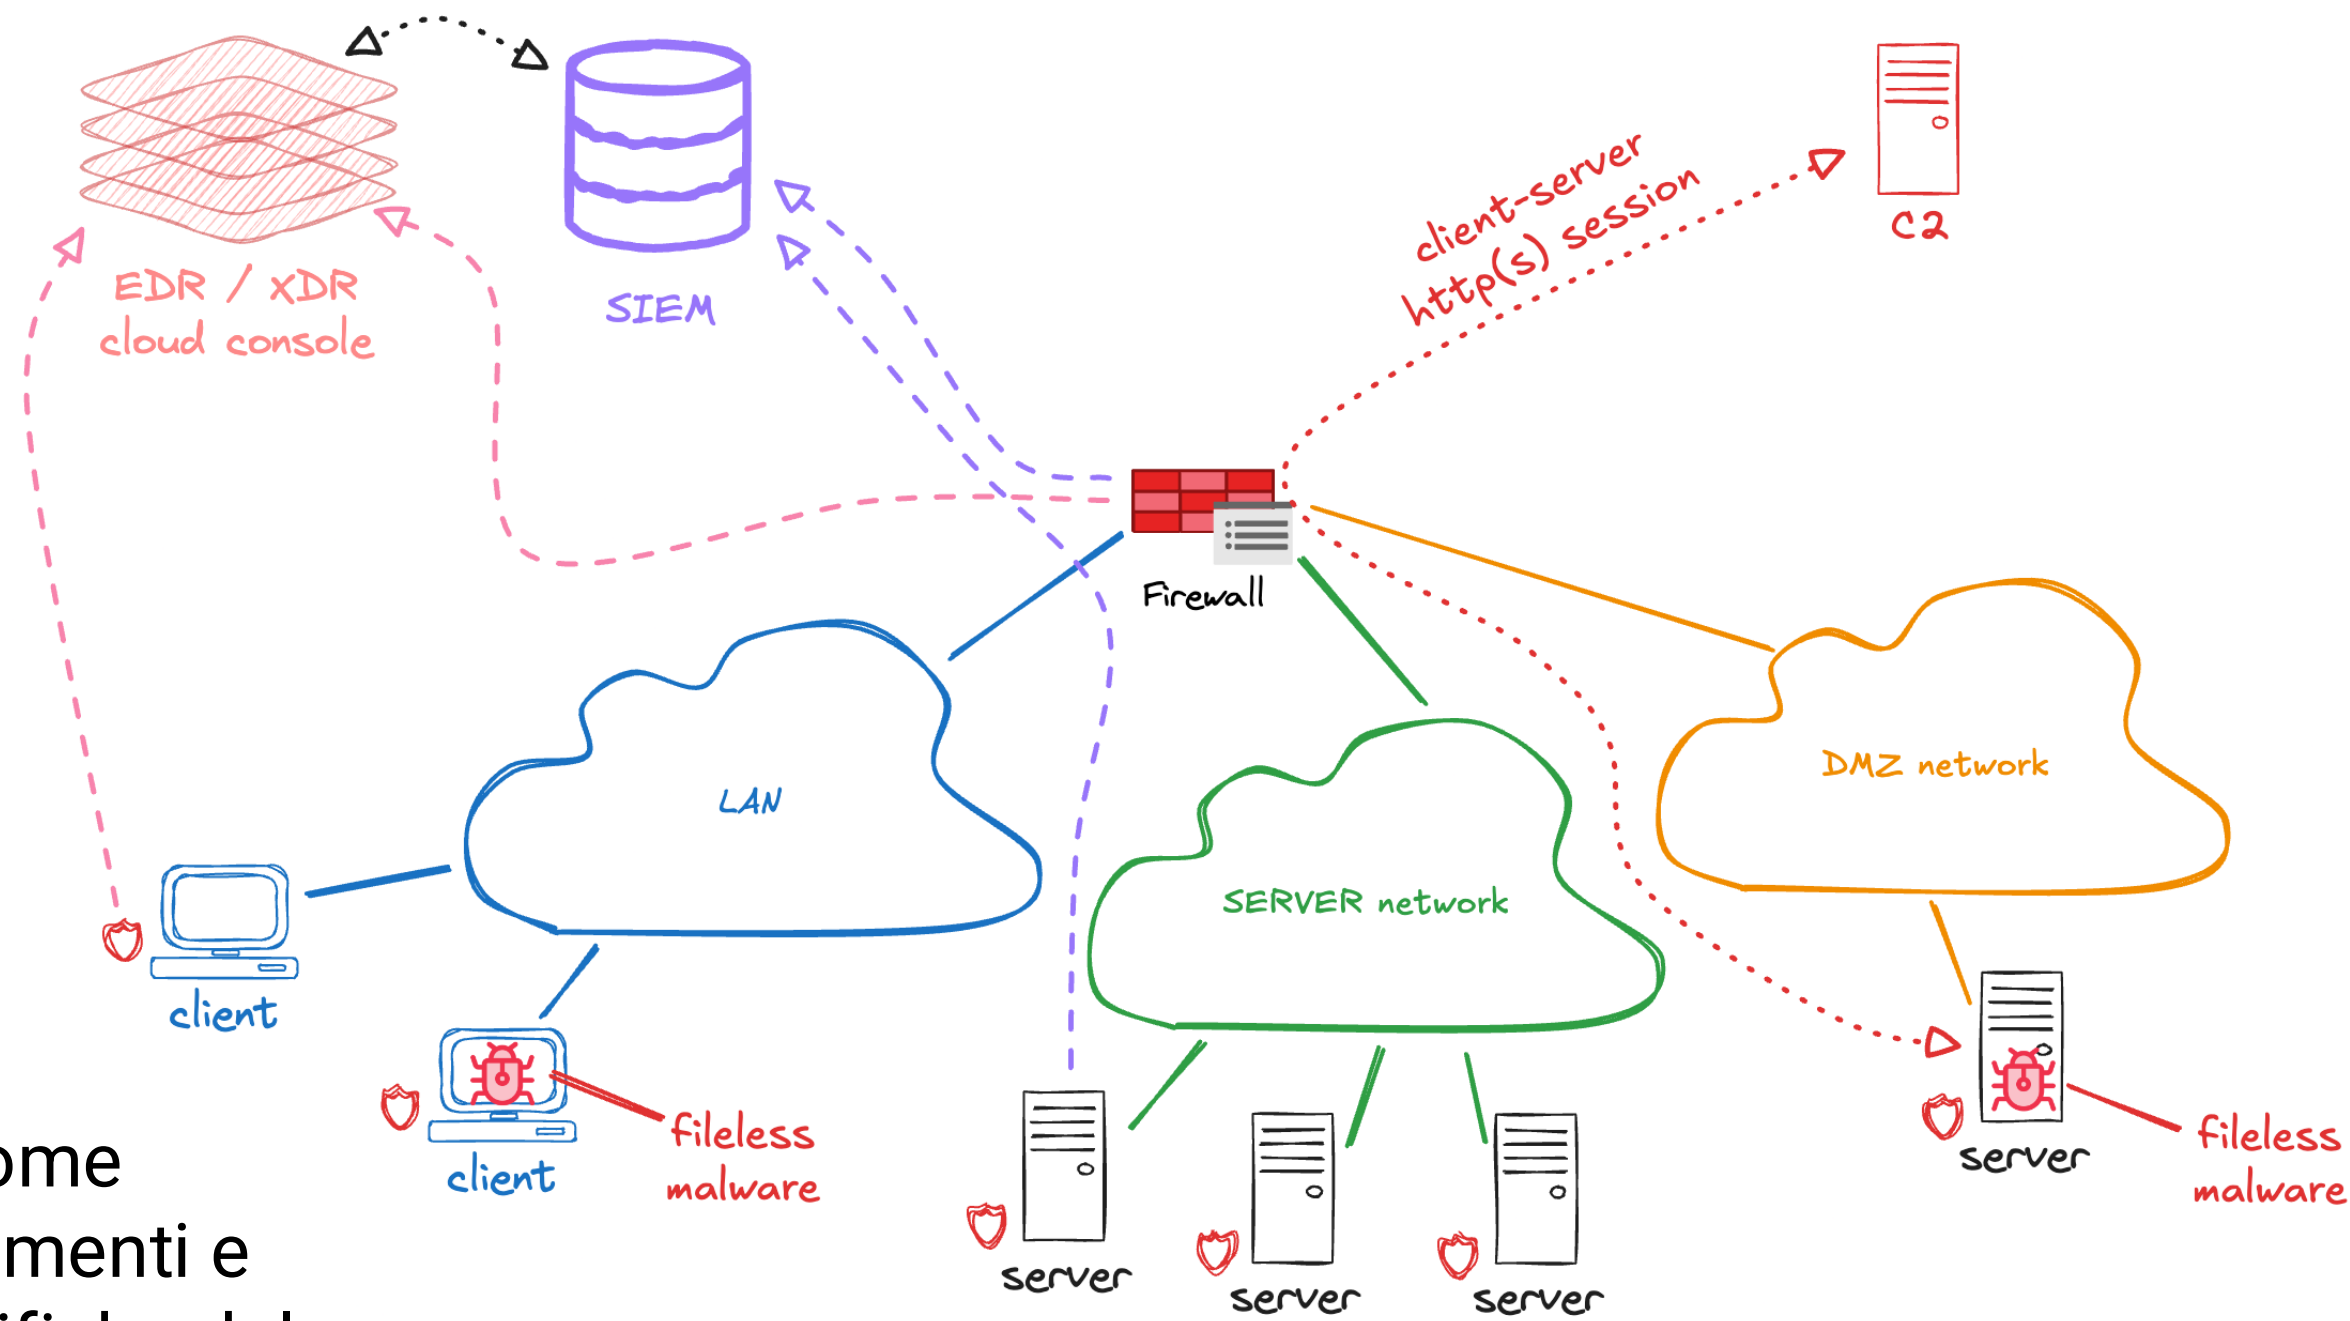 EDR / XDR
cloud console
SIEM
client-server
http(s) session
C2
Firewall
LAN
DMZ network
SERVER network
client
client
fileless
malware
server
server
server
server
fileless
malware
ome
menti e